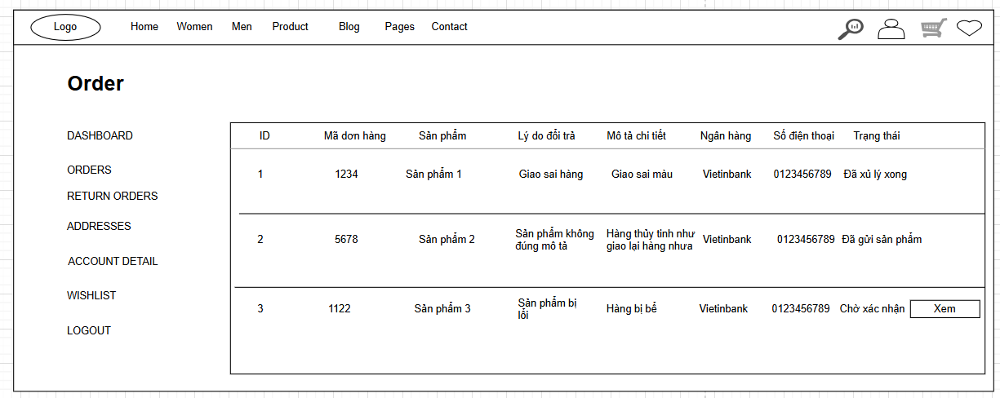 Logo Home Women Men Product Blog Pages Contact
Order
DASHBOARD
ORDERS
RETURN ORDERS
ADDRESSES
ACCOUNT DETAIL
WISHLIST
LOGOUT
ID Mã dơn hàng Sản phẩm Lý do đổi trả Mô tả chi tiết Ngân hàng Số điện thoại Trạng thái
1 1234 Sản phẩm 1 Giao sai hàng Giao sai màu Vietinbank 0123456789 Đã xủ lý xong
2 5678 Sản phẩm 2 Sản phẩm không đúng mô tả Hàng thủy tinh như giao lại hàng nhưa Vietinbank 0123456789 Đã gửi sản phẩm
3 1122 Sản phẩm 3 Sản phẩm bị lỗi Hàng bị bể Vietinbank 0123456789 Chờ xác nhận Xem